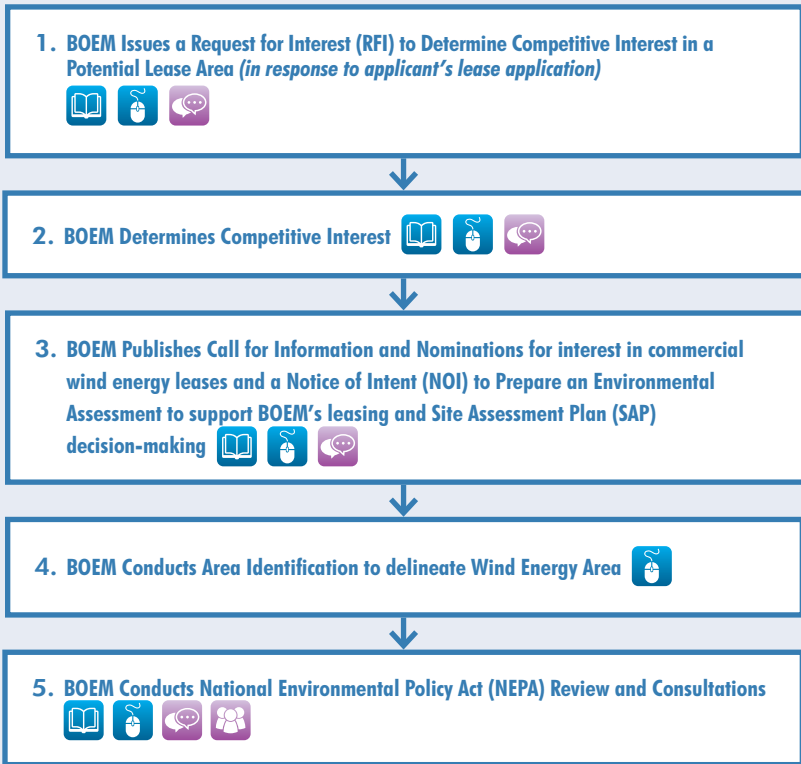 1. BOEM Issues a Request for Interest (RFI) to Determine Competitive Interest in a
Potential Lease Area (in response to applicant's lease application)
2. BOEM Determines Competitive Interest
3. BOEM Publishes Call for Information and Nominations for interest in commercial
wind energy leases and a Notice of Intent (NOI) to Prepare an Environmental
Assessment to support BOEM's leasing and Site Assessment Plan (SAP)
decision-making
4. BOEM Conducts Area Identification to delineate Wind Energy Area
5. BOEM Conducts National Environmental Policy Act (NEPA) Review and Consultations